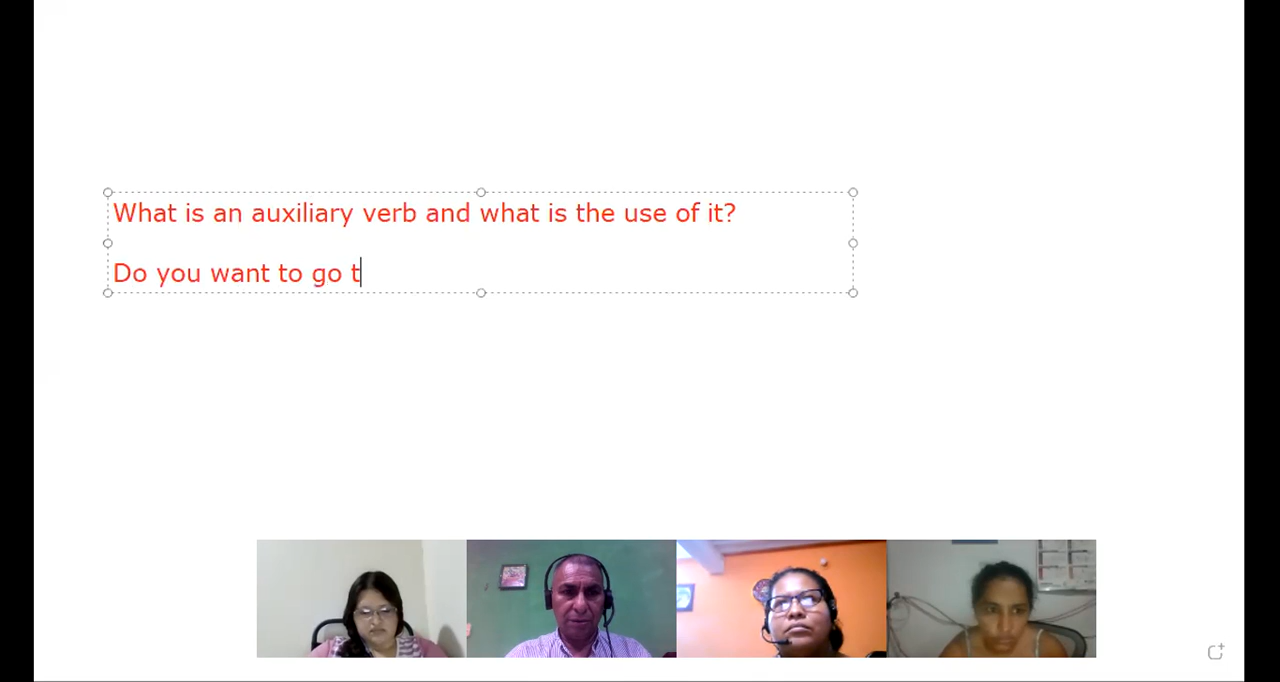 What is an auxiliary verb and what is the use of it?
Do you want to go t